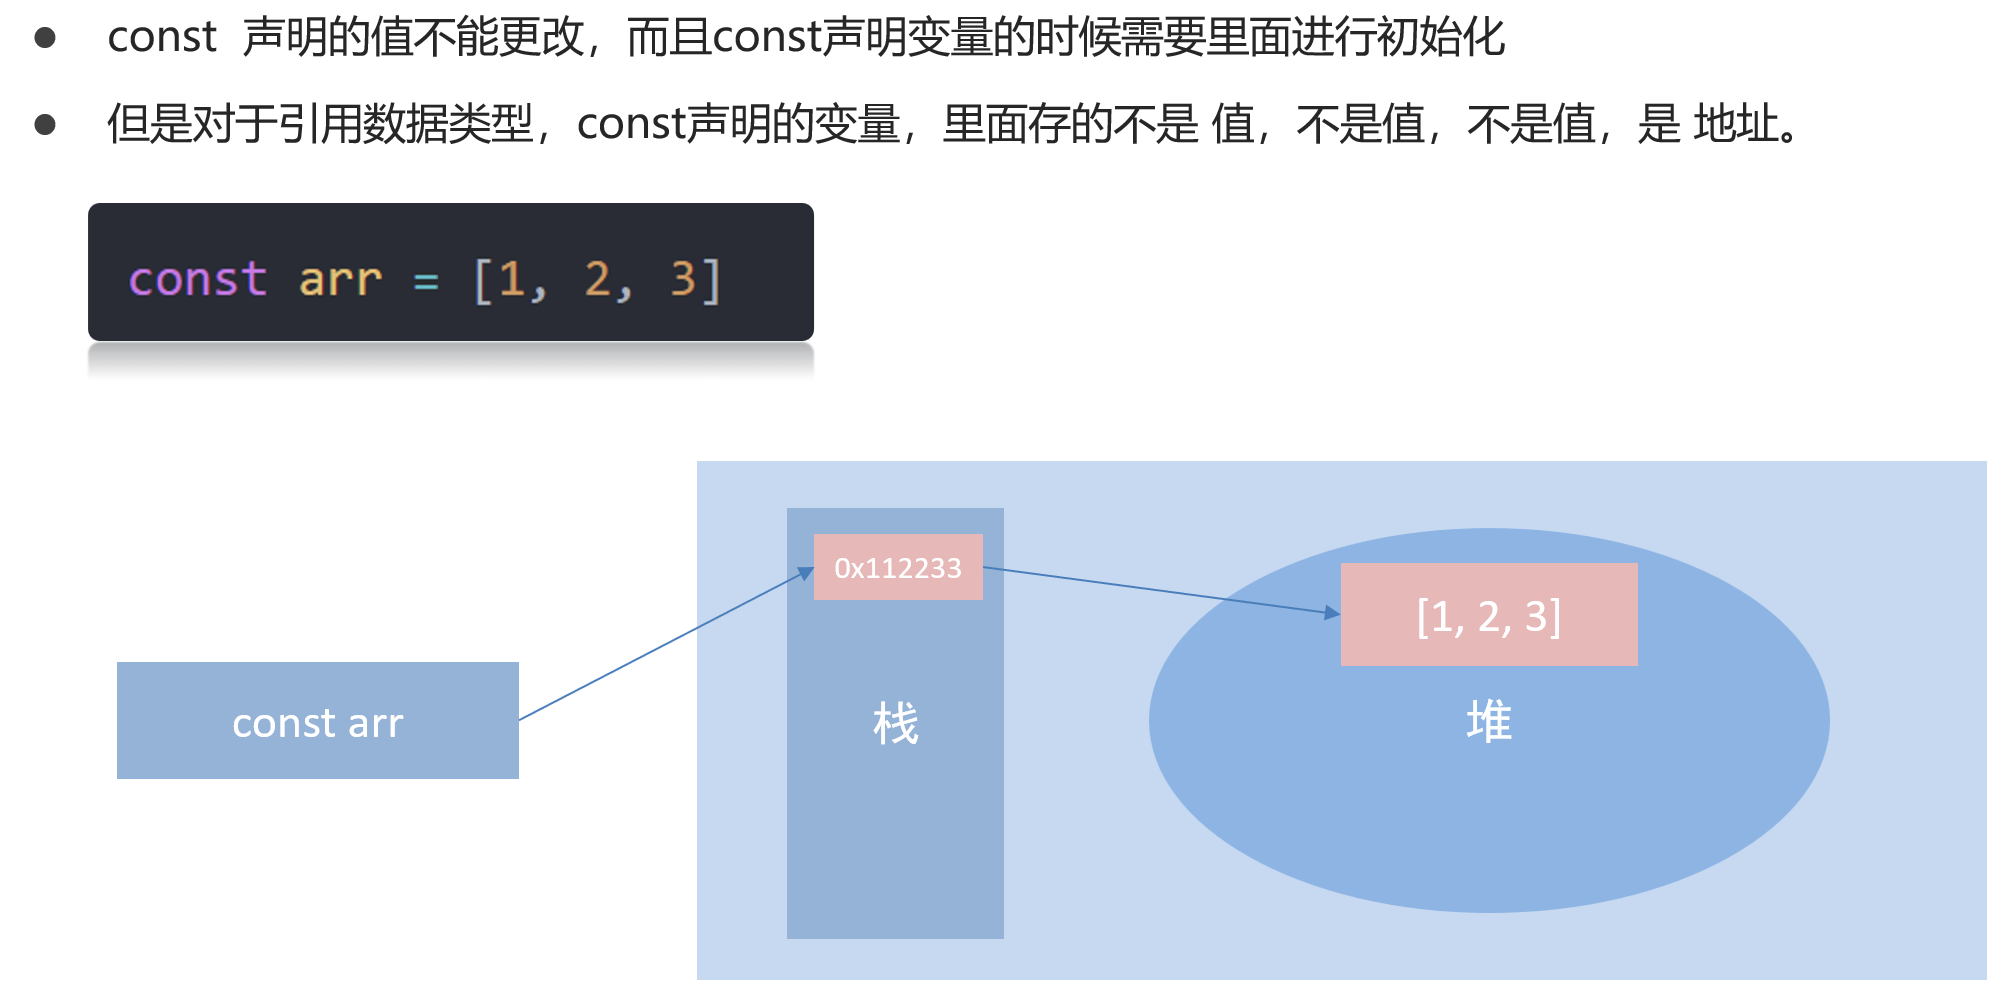 ● const 声明的值不能更改，而且const声明变量的时候需要里面进行初始化
● 但是对于引用数据类型，const声明的变量，里面存的不是 值，不是值，不是值，是 地址。
const arr = [1, 2, 3]
0x112233
[1, 2, 3]
const arr
栈
堆